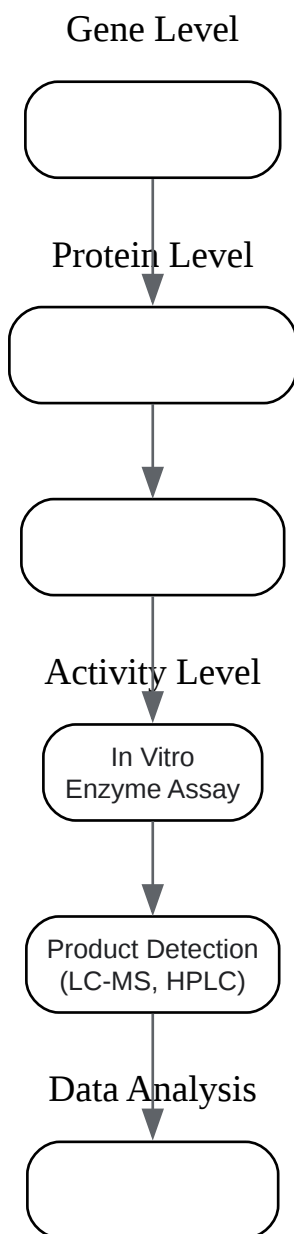 Gene Level
Protein Level
Activity Level
In Vitro
Enzyme Assay
Product Detection
(LC-MS, HPLC)
Data Analysis